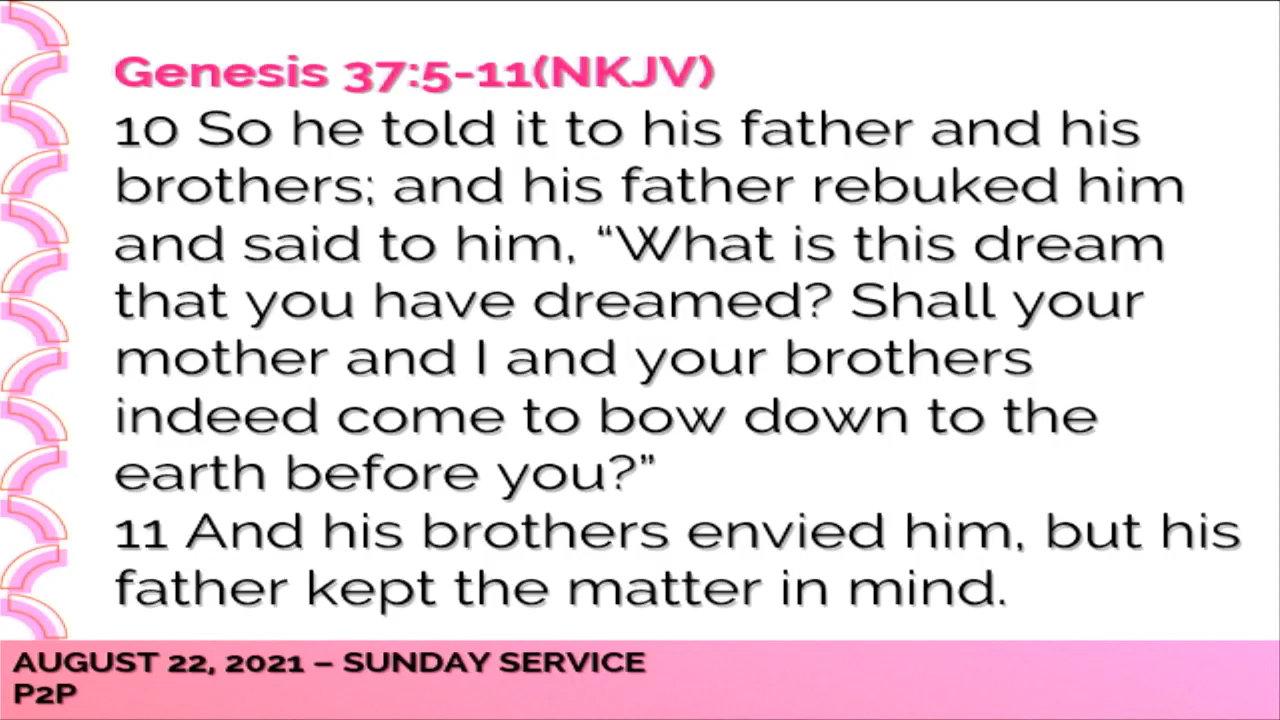 Genesis 37:5-11(NKJV)
10 So he told it to his father and his
brothers; and his father rebuked him
and said to him, “What is this dream
that you have dreamed? Shall your
mother and I and your brothers
indeed come to bow down to the
earth before you?”
11 And his brothers envied him, but his
father kept the matter in mind.
AUGUST 22, 2021 – SUNDAY SERVICE
P2P